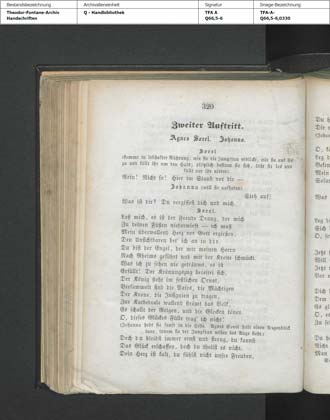 Bestandsbezeichnung
Theodor-Fontane-Archiv
Handschriften
Archivalieneinheit
Q - Handbibliothek
Signatur
TFA A
Q66,5-6
Image-Bezeichnung
TFA-A-
Q66,5-6,0330
320
Zweiter Auftritt.
Agnes Sorel. Johanna.
Sorel
(kommt in lebhafter Rührung; wie sie die Jungfrau erblickt, eilt sie auf sie
zu und fällt ihr um den Hals; plötzlich besinnt sie sich, läßt sie los und
fällt vor ihr nieder).
Nein! Nicht so! Hier im Staub vor dir —
Johanna (will sie aufheben).
Steh auf!
Was ist dir? Du vergissest dich und mich.
Sorel.
Laß mich, es ist der Freude Drang, der mich
Zu deinen Füßen niederwirft — ich muß
Mein überwallend Herz vor Gott ergießen,
Den Unsichtbaren bet' ich an in dir.
Du bist der Engel, der mir meinen Herrn
Nach Rheims geführt und mit der Krone schmückt.
Was ich zu sehen nie geträumt, es ist
Erfüllt! Der Krönungszug bereitet sich,
Der König steht im festlichen Ornat,
Versammelt sind die Pairs, die Mächtigen
Der Krone, die Insignien zu tragen,
Zur Kathedrale wallend strömt das Volk,
Es schallt der Reigen, und die Glocken tönen.
O, dieses Glückes Fülle trag' ich nicht!
(Johanna hebt sie sanft in die Höhe. Agnes Sorel hält einen Augenblick
inne, indem sie der Jungfrau näher ins Auge sieht.)
Doch du bleibst immer ernst und streng, du kannst
Das Glück erschaffen, doch du theilst es nicht.
Dein Herz ist kalt, du fühlst nicht unsre Freuden,